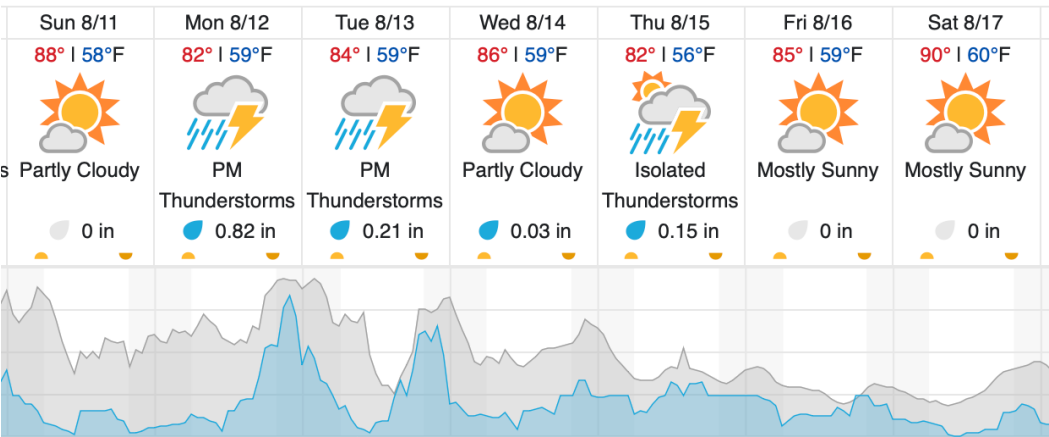 Sun 8/11 Mon 8/12 Tue 8/13 Wed 8/14 Thu 8/15 Fri 8/16 Sat 8/17
88° | 58°F 82° | 59°F 84° | 59°F 86° | 59°F 82° | 56°F 85° | 59°F 90° | 60°F
s Partly Cloudy PM PM Partly Cloudy Isolated Mostly Sunny Mostly Sunny
Thunderstorms Thunderstorms Thunderstorms
0 in 0.82 in 0.21 in 0.03 in 0.15 in 0 in 0 in